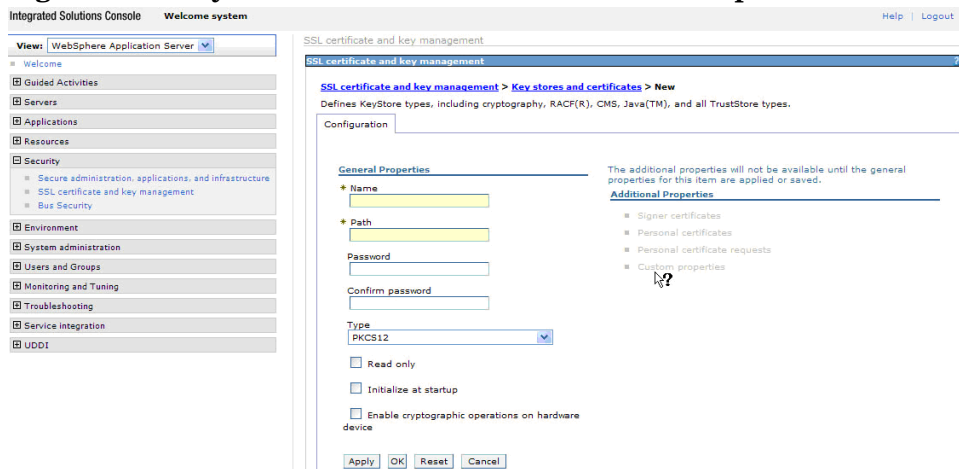 Integrated Solutions Console Welcome system Help | Logout
View: WebSphere Application Server
Welcome
Guided Activities
Servers
Applications
Resources
Security
Secure administration, applications, and infrastructure
SSL certificate and key management
Bus Security
Environment
System administration
Users and Groups
Monitoring and Tuning
Troubleshooting
Service integration
UDDI
SSL certificate and key management
SSL certificate and key management ?
SSL certificate and key management > Key stores and certificates > New
Defines KeyStore types, including cryptography, RACF(R), CMS, Java(TM), and all TrustStore types.
Configuration
General Properties
* Name
* Path
Password
Confirm password
Type
PKCS12
Read only
Initialize at startup
Enable cryptographic operations on hardware
device
Apply OK Reset Cancel
The additional properties will not be available until the general
properties for this item are applied or saved.
Additional Properties
Signer certificates
Personal certificates
Personal certificate requests
Custom properties
?